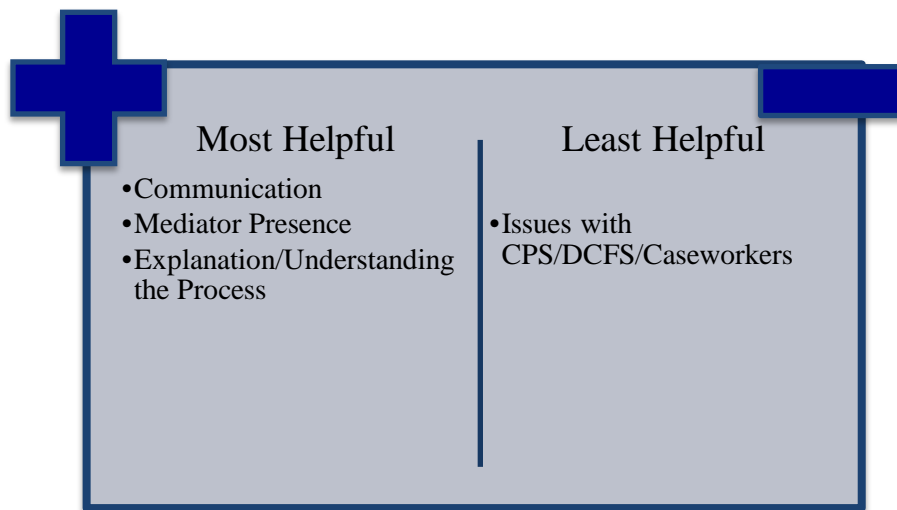 Most Helpful
•Communication
•Mediator Presence
•Explanation/Understanding
the Process
Least Helpful
•Issues with
CPS/DCFS/Caseworkers